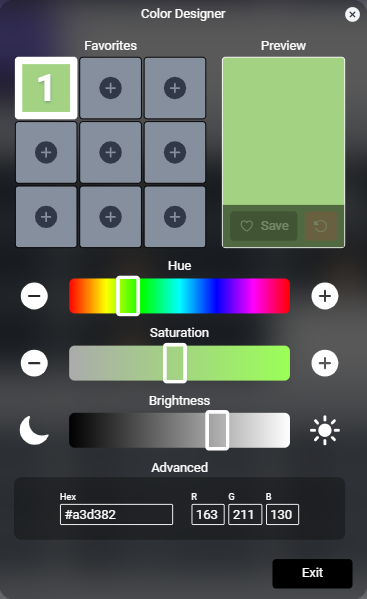 Color Designer
Favorites
Preview
1
Save
Hue
Saturation
Brightness
Advanced
Hex
R
G
B
#a3d382
163
211
130
Exit